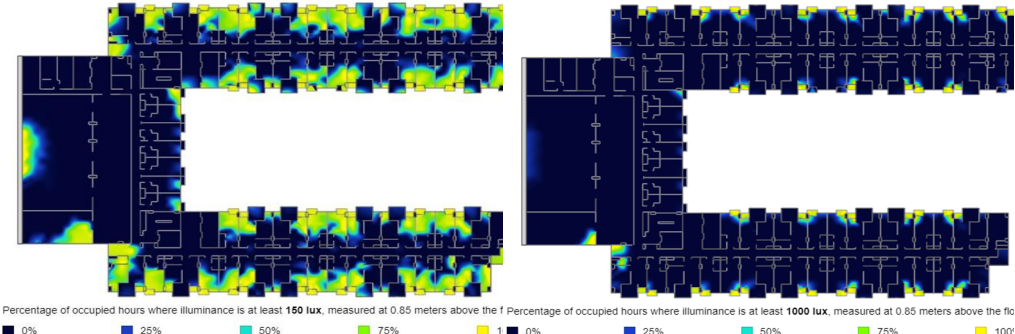 Percentage of occupied hours where illuminance is at least 150 lux, measured at 0.85 meters above the f
0% 25% 50% 75% 1
Percentage of occupied hours where illuminance is at least 1000 lux, measured at 0.85 meters above the flo
0% 25% 50% 75% 100